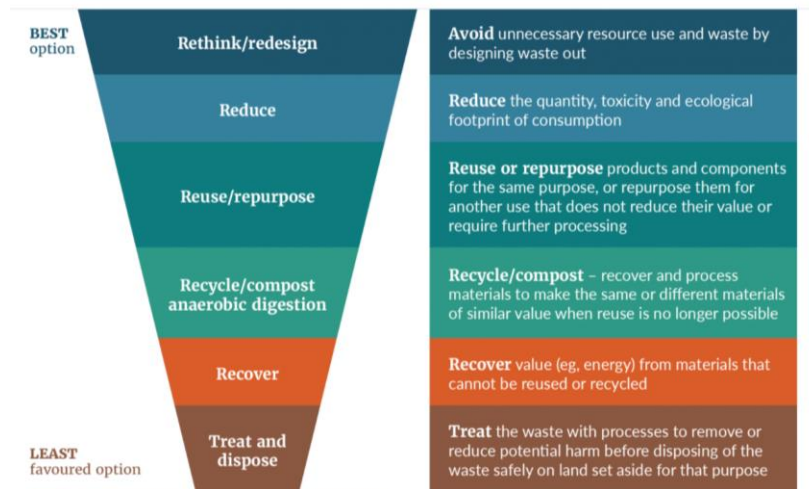 BEST
option
Rethink/redesign
Avoid unnecessary resource use and waste by
designing waste out
Reduce
Reduce the quantity, toxicity and ecological
footprint of consumption
Reuse/repurpose
Reuse or repurpose products and components
for the same purpose, or repurpose them for
another use that does not reduce their value or
require further processing
Recycle/compost
anaerobic digestion
Recycle/compost – recover and process
materials to make the same or different materials
of similar value when reuse is no longer possible
Recover
Recover value (eg, energy) from materials that
cannot be reused or recycled
LEAST
favoured option
Treat and
dispose
Treat the waste with processes to remove or
reduce potential harm before disposing of the
waste safely on land set aside for that purpose